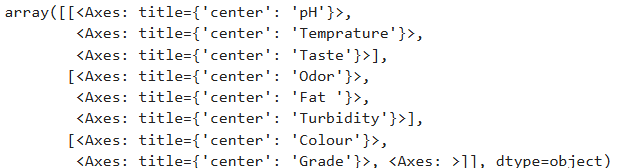 array([[<Axes: title={'center': 'pH'}>,
        <Axes: title={'center': 'Temprature'}>,
        <Axes: title={'center': 'Taste'}>],
       [<Axes: title={'center': 'Odor'}>,
        <Axes: title={'center': 'Fat '}>,
        <Axes: title={'center': 'Turbidity'}>],
       [<Axes: title={'center': 'Colour'}>,
        <Axes: title={'center': 'Grade'}>, <Axes: >]], dtype=object)